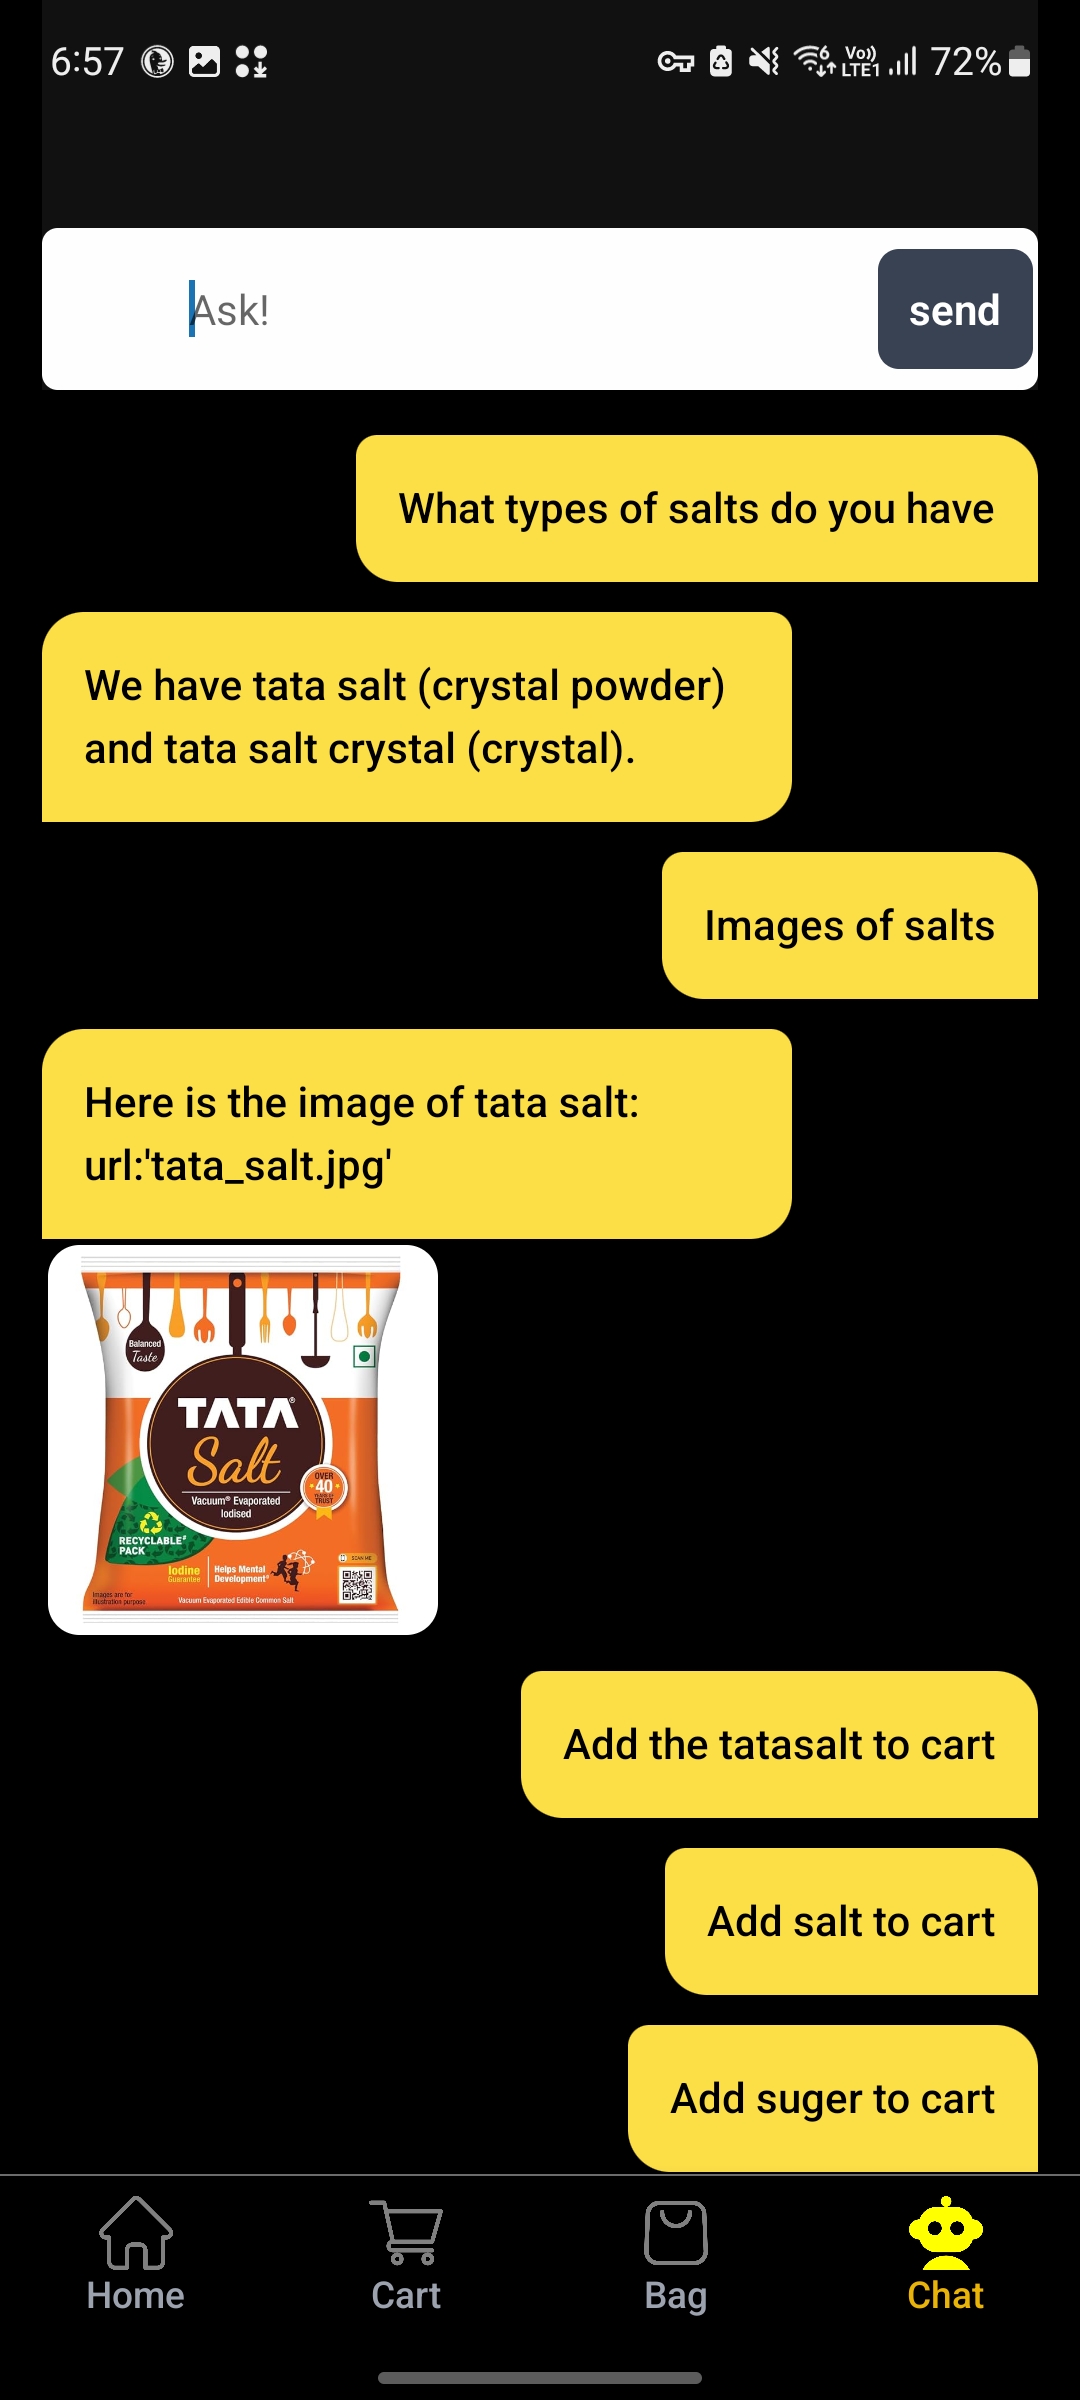 6:57
Vo))
LTE1
72%
Ask!
send
What types of salts do you have
We have tata salt (crystal powder)
and tata salt crystal (crystal).
Images of salts
Here is the image of tata salt:
url:'tata_salt.jpg'
Balanced
Taste
TATA®
Salt
Vacuum® Evaporated
Iodised
OVER
40
YEARS OF
TRUST
RECYCLABLE#
PACK
Iodine
Guarantee
Helps Mental
Development*
SCAN ME
Images are for
illustration purpose
Vacuum Evaporated Edible Common Salt
Add the tatasalt to cart
Add salt to cart
Add suger to cart
Home
Cart
Bag
Chat